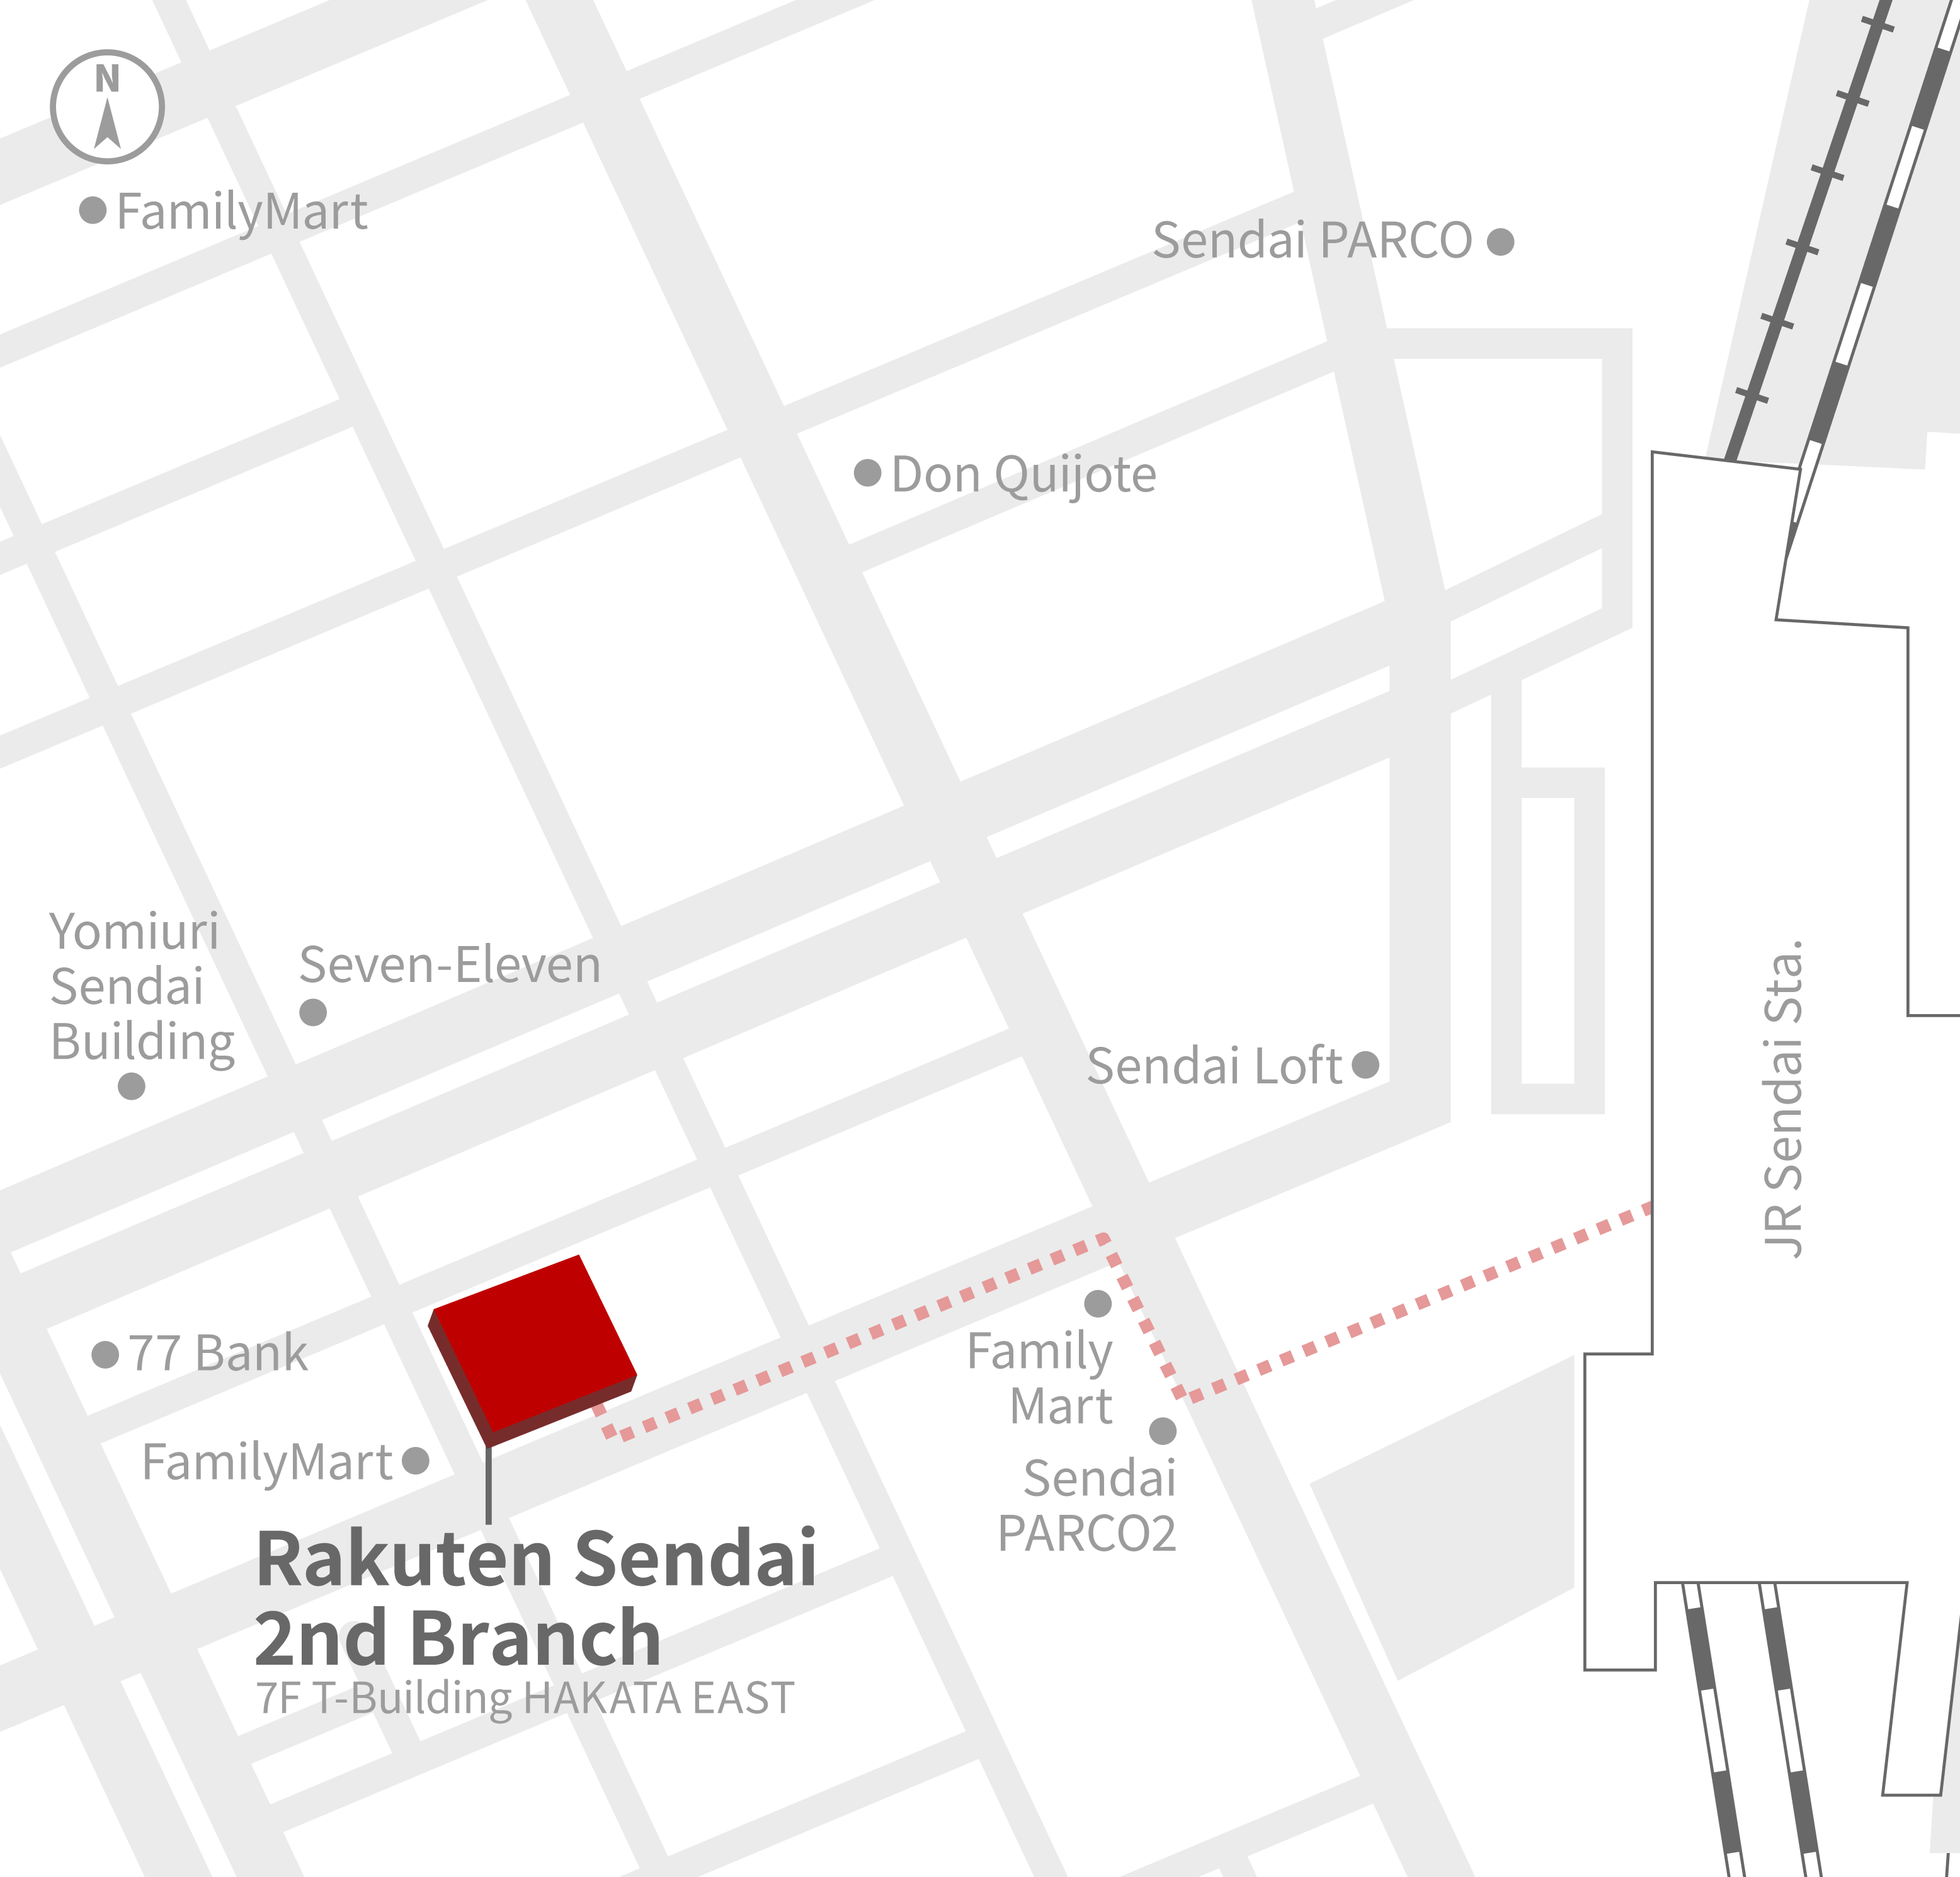 N
FamilyMart
Sendai PARCO
Don Quijote
Yomiuri
Sendai
Building
Seven-Eleven
Sendai Loft
JR Sendai Sta.
77 Bank
Family
Mart
FamilyMart
Sendai
PARCO2
Rakuten Sendai
2nd Branch
7F T-Building HAKATA EAST